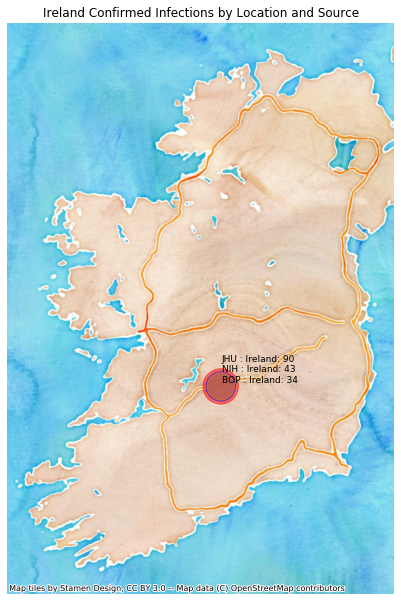 Ireland Confirmed Infections by Location and Source
JHU : Ireland: 90
NIH : Ireland: 43
BOP : Ireland: 34
Map tiles by Stamen Design, CC BY 3.0 -- Map data (C) OpenStreetMap contributors